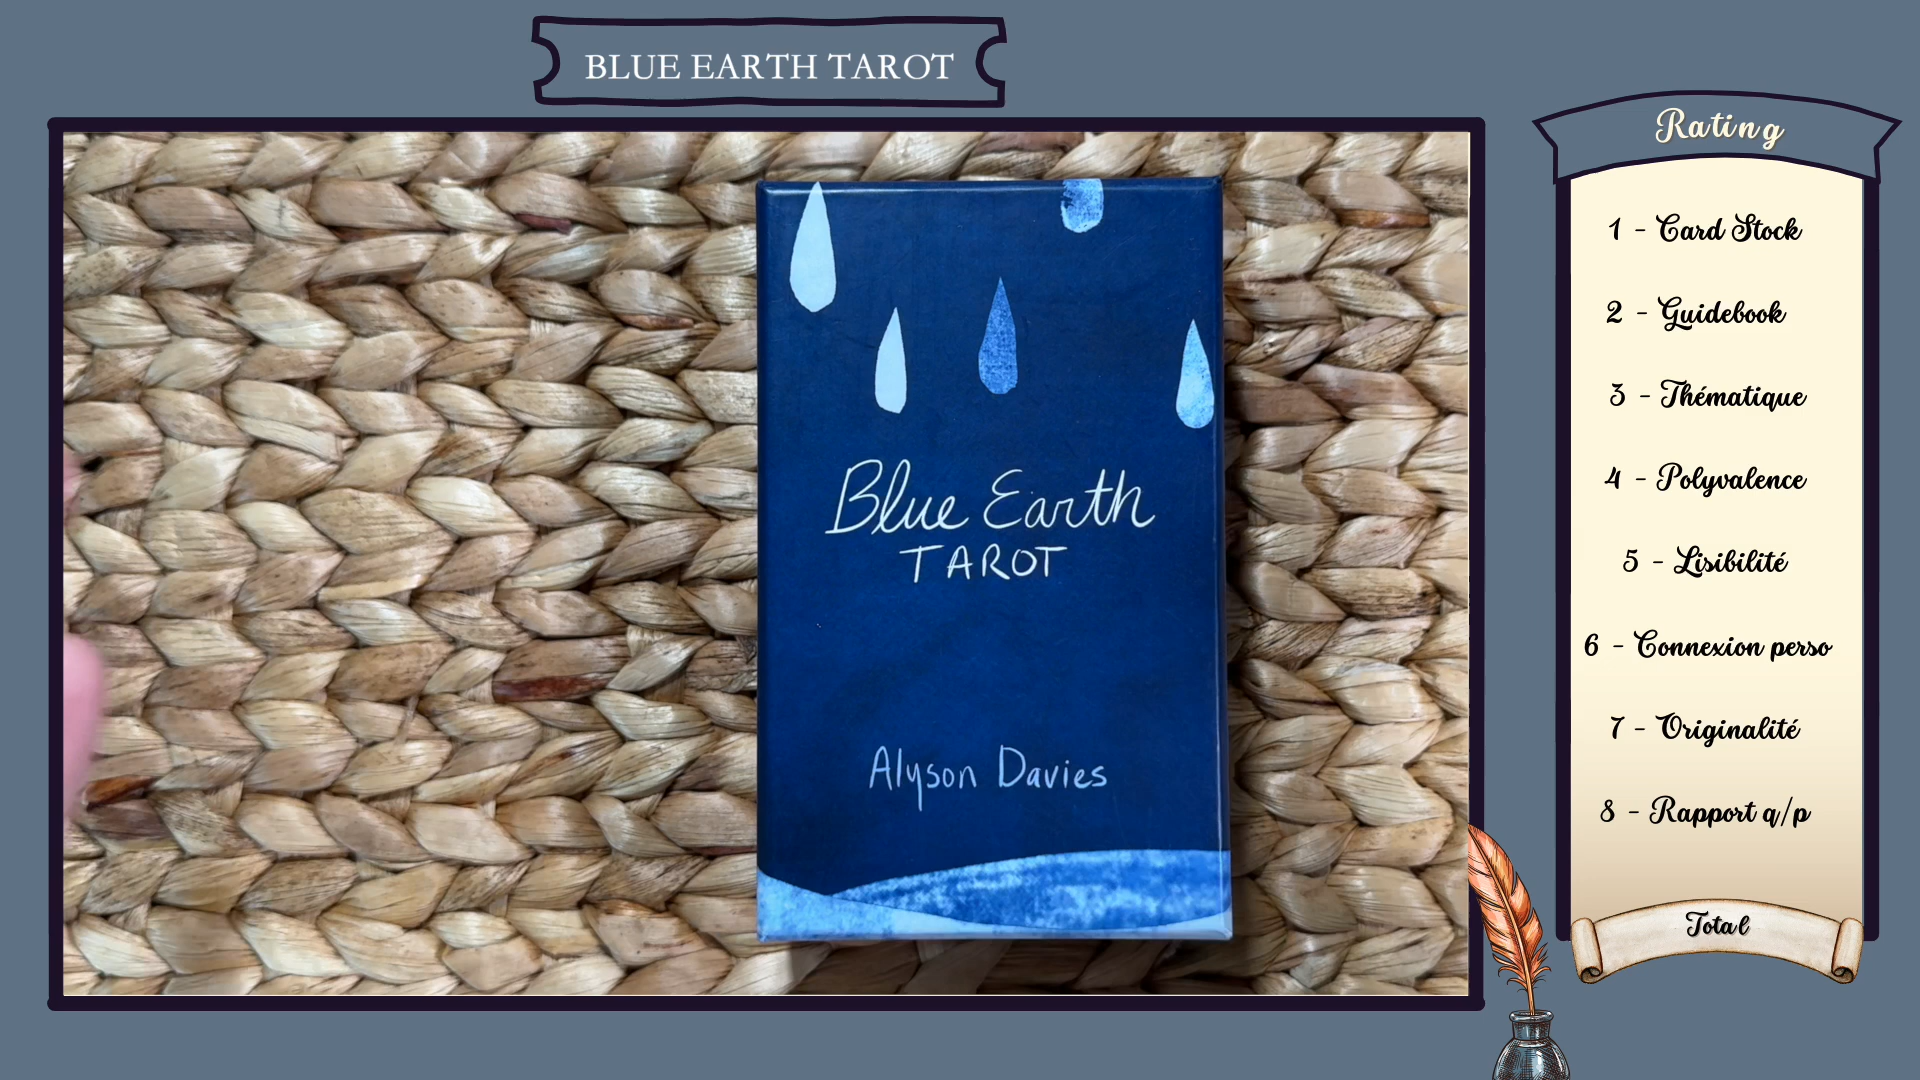 BLUE EARTH TAROT
Blue Earth
TAROT
Alyson Davies
Rating
1 - Card Stock
2 - Guidebook
3 - Thématique
4 - Polyvalence
5 - Lisibilité
6 - Connexion perso
7 - Originalité
8 - Rapport q/p
Total